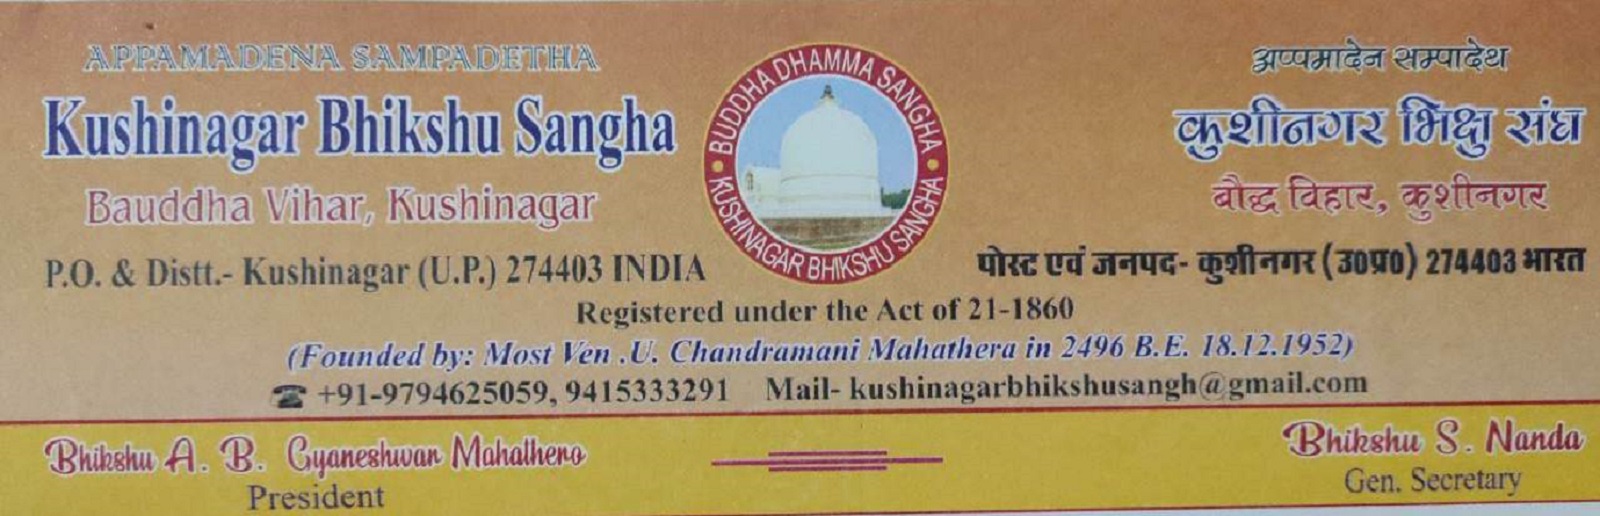 APPAMADENA SAMPADETHA
Kushinagar Bhikshu Sangha
Bauddha Vihar, Kushinagar
P.O. & Distt.- Kushinagar (U.P.) 274403 INDIA
BUDDHA DHAMMA SANGHA
KUSHINAGAR BHIKSHU SANGHA
अप्पमादेन सम्पादेथ
कुशीनगर भिक्षु संघ
बौद्ध विहार, कुशीनगर
पोस्ट एवं जनपद- कुशीनगर (उ0प्र0) 274403 भारत
Registered under the Act of 21-1860
(Founded by: Most Ven .U. Chandramani Mahathera in 2496 B.E. 18.12.1952)
☎ +91-9794625059, 9415333291 Mail- kushinagarbhikshusangh@gmail.com
Bhikshu A. B. Gyaneshwar Mahathero
President
Bhikshu S. Nanda
Gen. Secretary